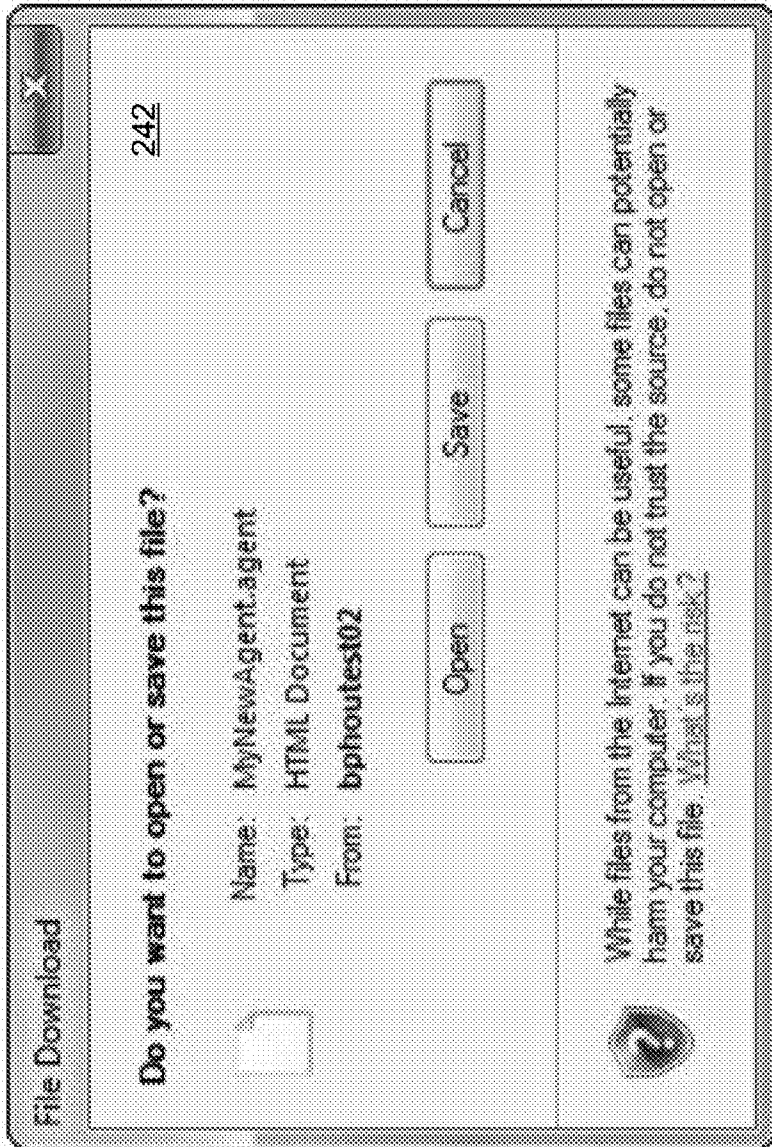 File Download
X
Do you want to open or save this file?
242
Name: MyNewAgent.agent
Type: HTML Document
From: bphoutest02
Open
Save
Cancel
While files from the Internet can be useful, some files can potentially
harm your computer. If you do not trust the source, do not open or
save this file. What's the risk?